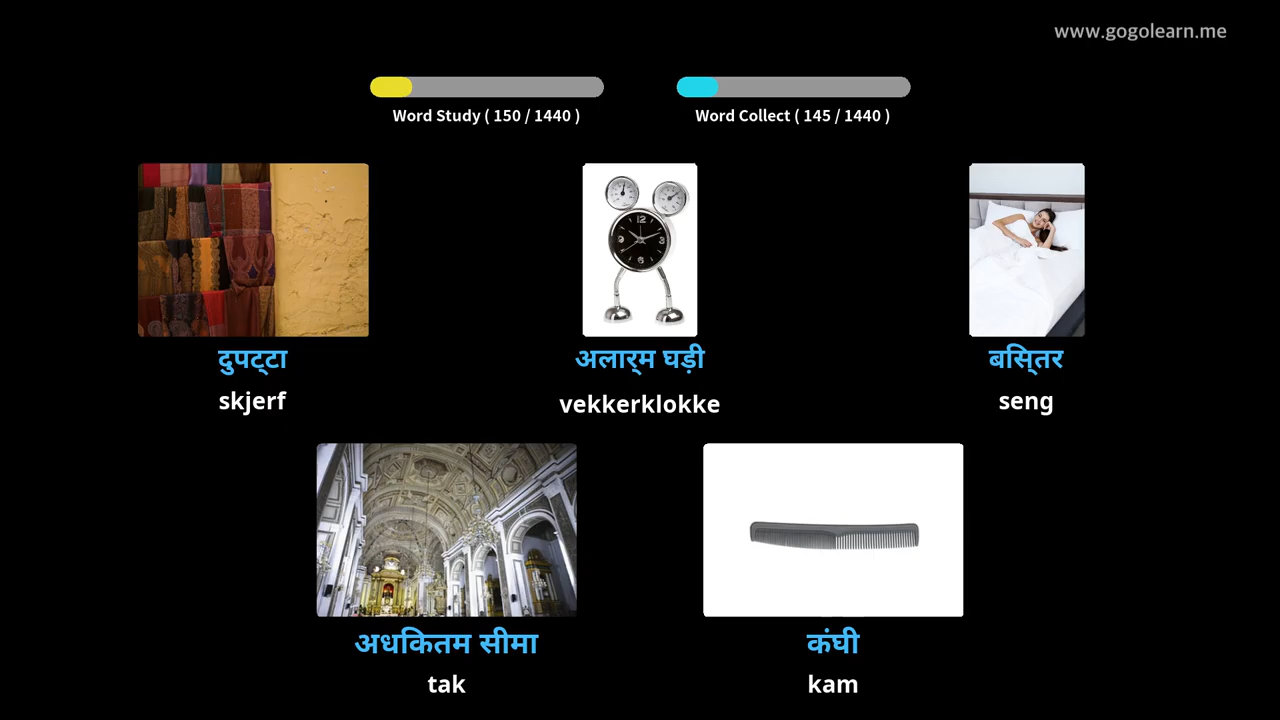 www.gogolearn.me
Word Study ( 150 / 1440 )
Word Collect ( 145 / 1440 )
दुपट्टा
अलार्म घड़ी
बिस्तर
skjerf
vekkerklokke
seng
अधिकतम सीमा
कंघी
tak
kam